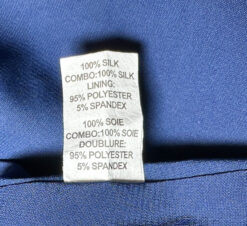 100% SILK
COMBO:100% SILK
LINING:
95% POLYESTER
5% SPANDEX
100% SOIE
COMBO:100% SOIE
DOUBLURE:
95% POLYESTER
5% SPANDEX